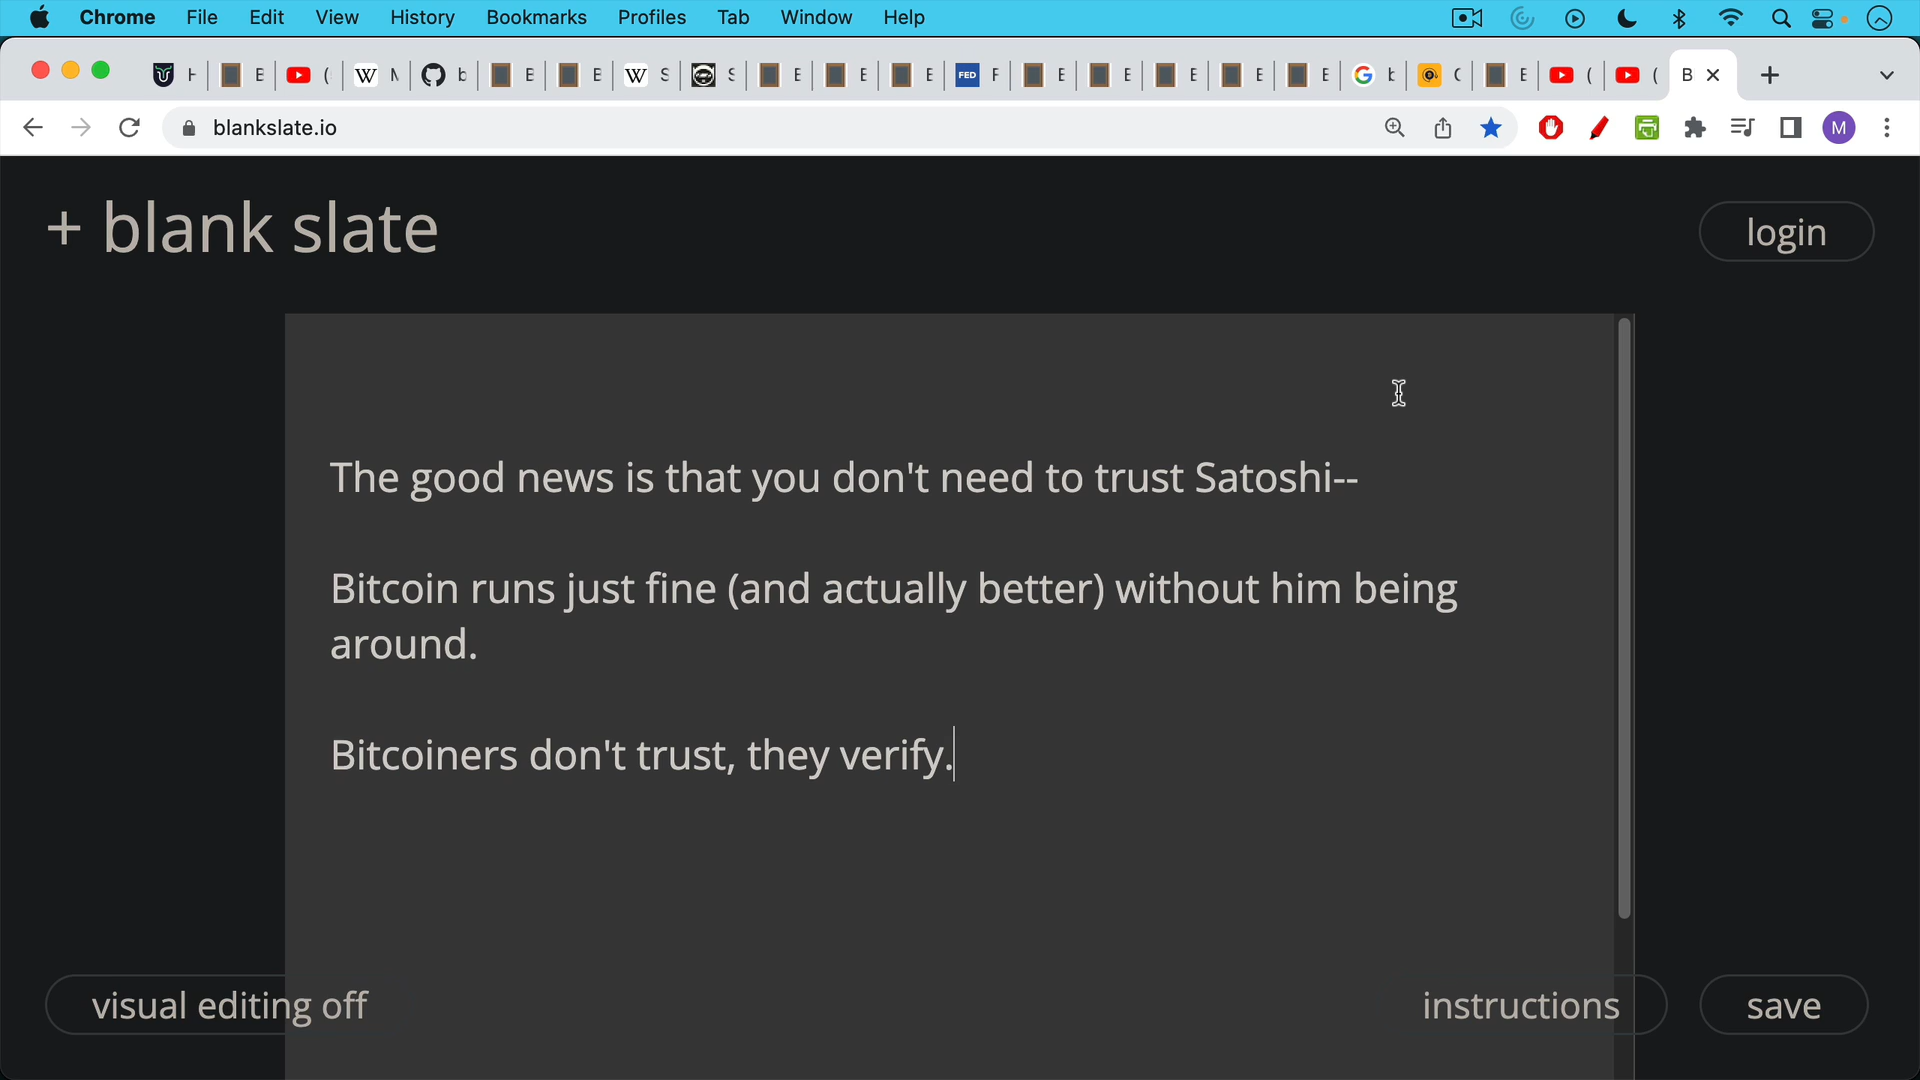 Chrome File Edit View History Bookmarks Profiles Tab Window Help
H E ( W N b E E W S S E E E FED F E E E E E G b C E ( ( B
blankslate.io
M
+ blank slate
login
The good news is that you don't need to trust Satoshi--
Bitcoin runs just fine (and actually better) without him being
around.
Bitcoiners don't trust, they verify.
visual editing off
instructions
save